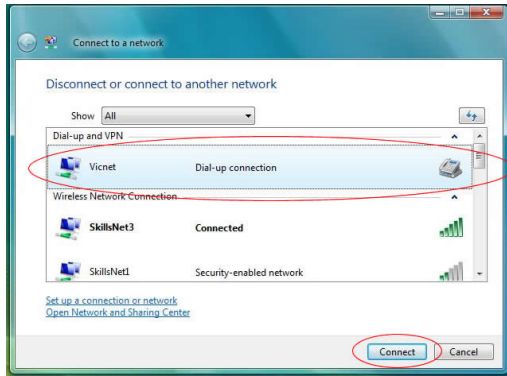 Connect to a network
Disconnect or connect to another network
Show All
Dial-up and VPN
Vicnet Dial-up connection
Wireless Network Connection
SkillsNet3 Connected
SkillsNet1 Security-enabled network
Set up a connection or network
Open Network and Sharing Center
Connect Cancel